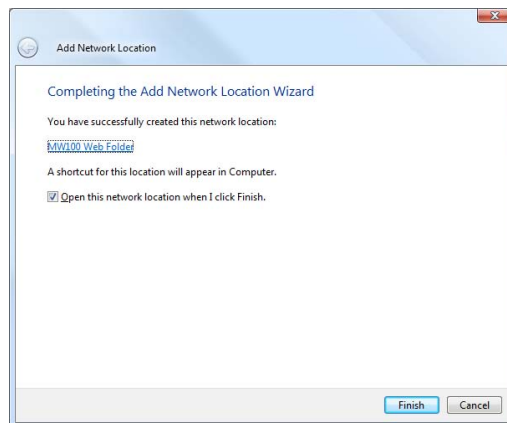 Add Network Location
Completing the Add Network Location Wizard
You have successfully created this network location:
MW100 Web Folder
A shortcut for this location will appear in Computer.
Open this network location when I click Finish.
Finish Cancel